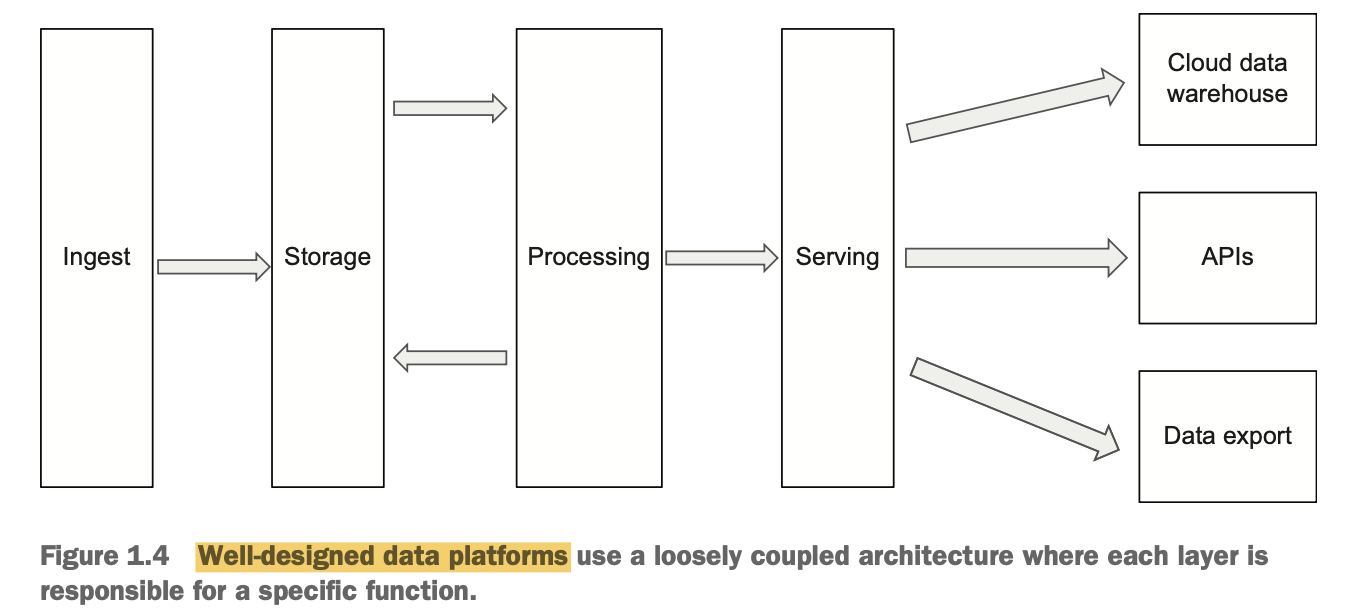 Ingest
Storage
Processing
Serving
Cloud data
warehouse
APIs
Data export
Figure 1.4 Well-designed data platforms use a loosely coupled architecture where each layer is
responsible for a specific function.